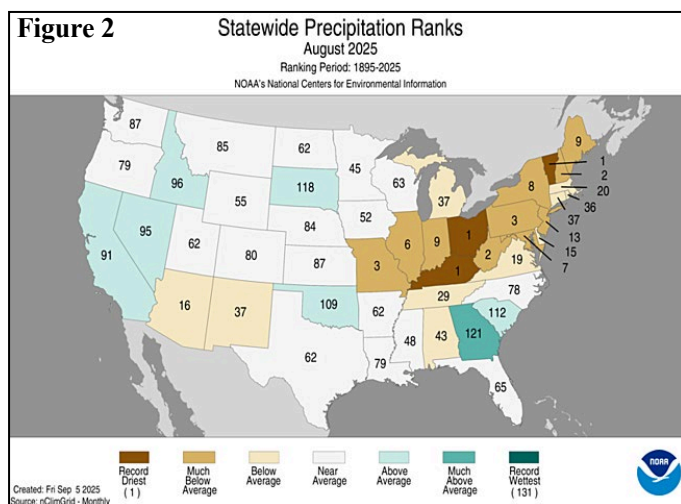 Figure 2
Statewide Precipitation Ranks
August 2025
Ranking Period: 1895-2025
NOAA's National Centers for Environmental Information
87
85
62
45
63
37
9
1
2
20
36
37
13
15
7
79
96
55
118
52
8
3
91
95
62
80
84
87
3
6
9
1
1
2
19
16
37
109
62
29
78
112
62
79
48
43
121
65
Record
Driest
(1)
Much
Below
Average
Below
Average
Near
Average
Above
Average
Much
Above
Average
Record
Wettest
(131)
NOAA
Created: Fri Sep 5 2025
Source: nClimGrid - Monthly